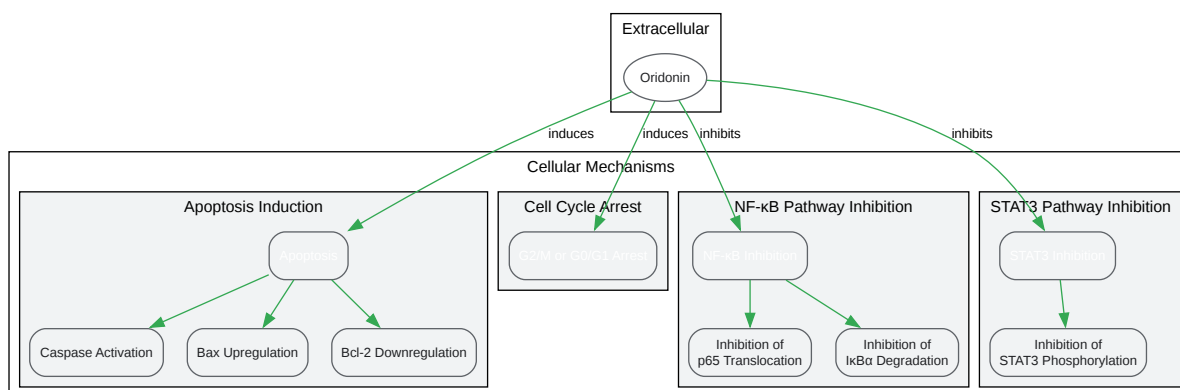 Extracellular
Oridonin
induces
induces
inhibits
inhibits
Cellular Mechanisms
Apoptosis Induction
Cell Cycle Arrest
NF-κB Pathway Inhibition
STAT3 Pathway Inhibition
Apoptosis
G2/M or G0/G1 Arrest
NF-κB Inhibition
STAT3 Inhibition
Caspase Activation
Bax Upregulation
Bcl-2 Downregulation
Inhibition of
p65 Translocation
Inhibition of
IκBα Degradation
Inhibition of
STAT3 Phosphorylation